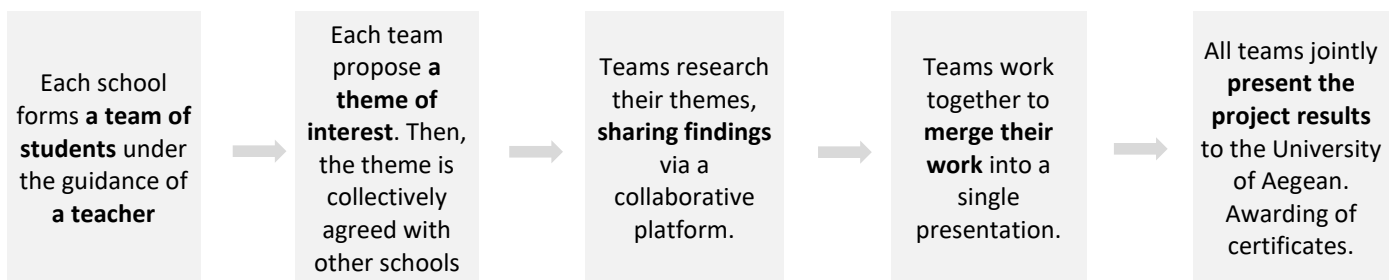 Each school
forms a team of
students under
the guidance of
a teacher
Each team
propose a
theme of
interest. Then,
the theme is
collectively
agreed with
other schools
Teams research
their themes,
sharing findings
via a
collaborative
platform.
Teams work
together to
merge their
work into a
single
presentation.
All teams jointly
present the
project results
to the University
of Aegean.
Awarding of
certificates.